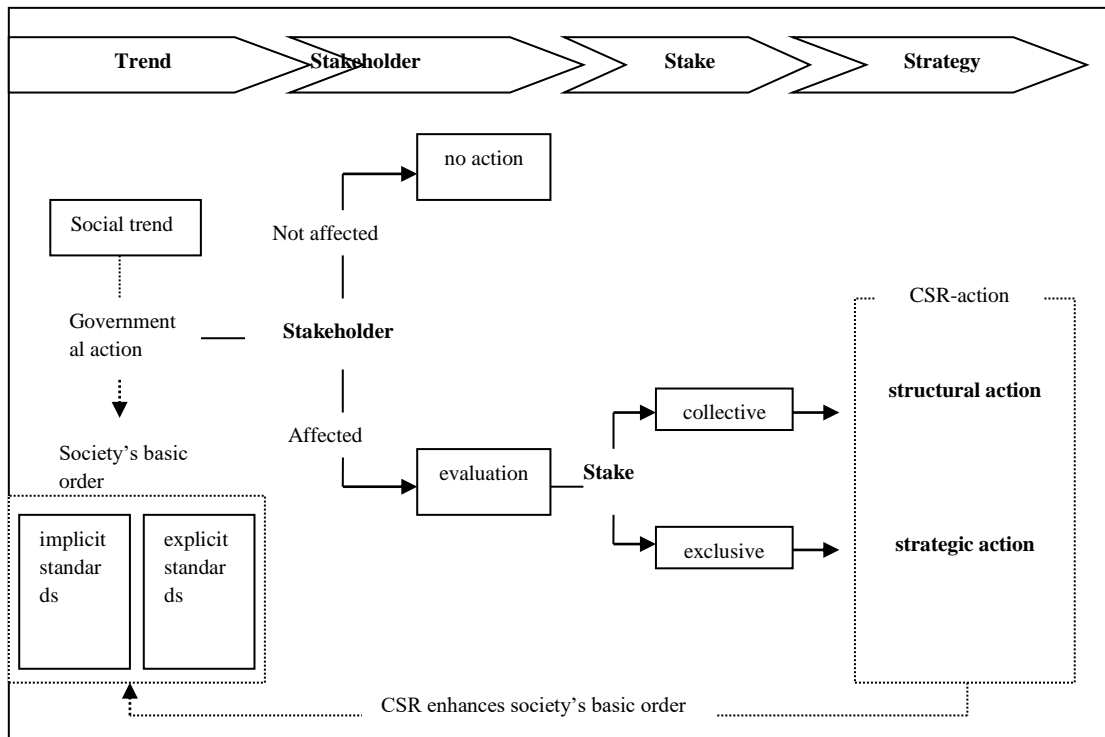 Trend
Stakeholder
Stake
Strategy
no action
Social trend
Not affected
CSR-action
Government
al action
Stakeholder
structural action
collective
Affected
Society's basic
order
evaluation
Stake
implicit
standar
ds
explicit
standar
ds
exclusive
strategic action
CSR enhances society's basic order